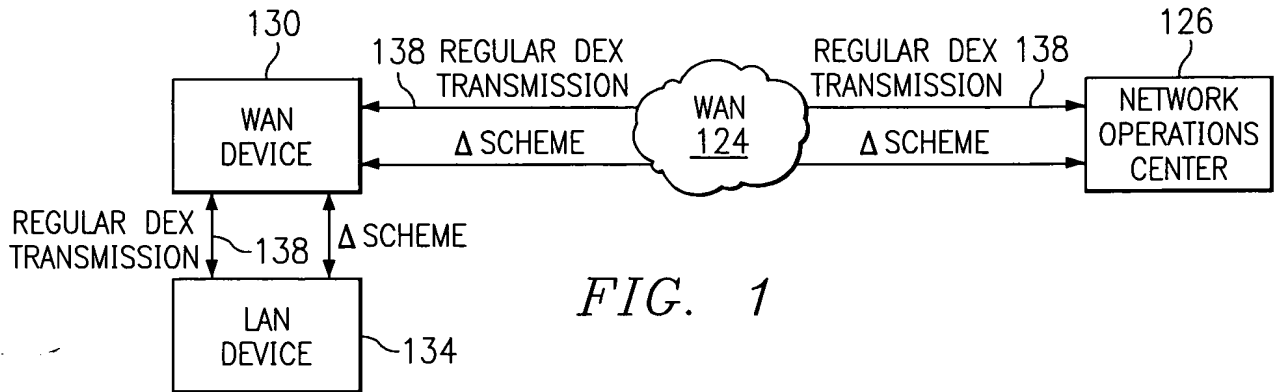 130
138 REGULAR DEX
TRANSMISSION
REGULAR DEX 138
TRANSMISSION
126
WAN
DEVICE
WAN
124
NETWORK
OPERATIONS
CENTER
Δ SCHEME
Δ SCHEME
REGULAR DEX
TRANSMISSION
138
Δ SCHEME
LAN
DEVICE
134
FIG. 1